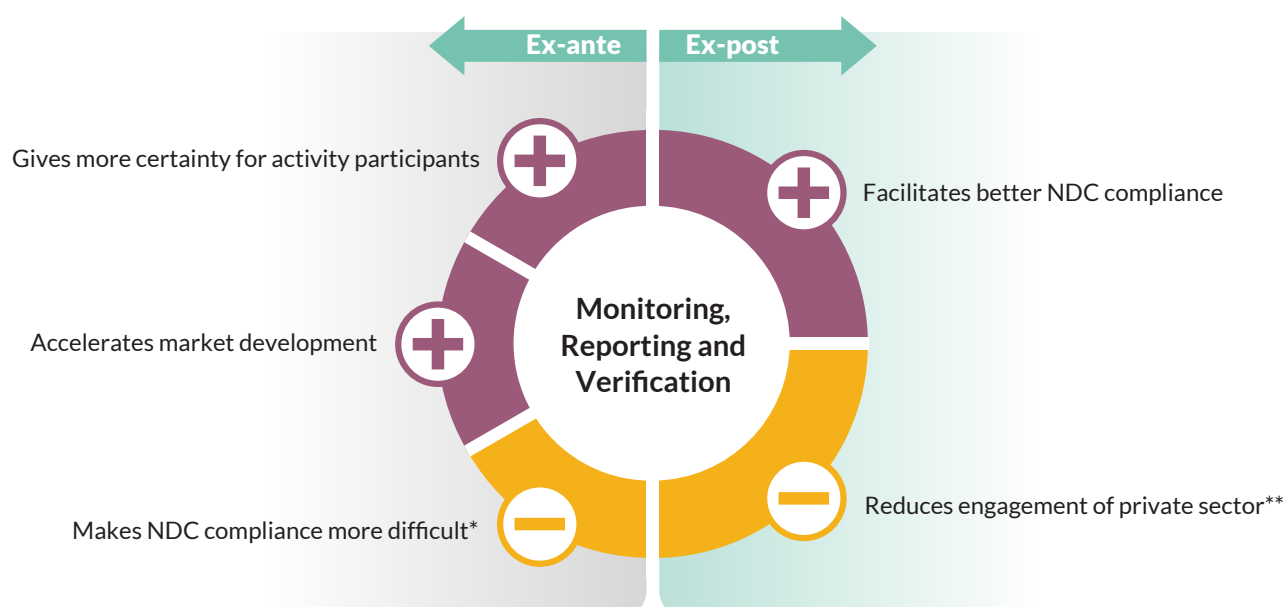 Ex-ante
Ex-post
Gives more certainty for activity participants
Facilitates better NDC compliance
Monitoring,
Reporting and
Verification
Accelerates market development
Makes NDC compliance more difficult*
Reduces engagement of private sector**